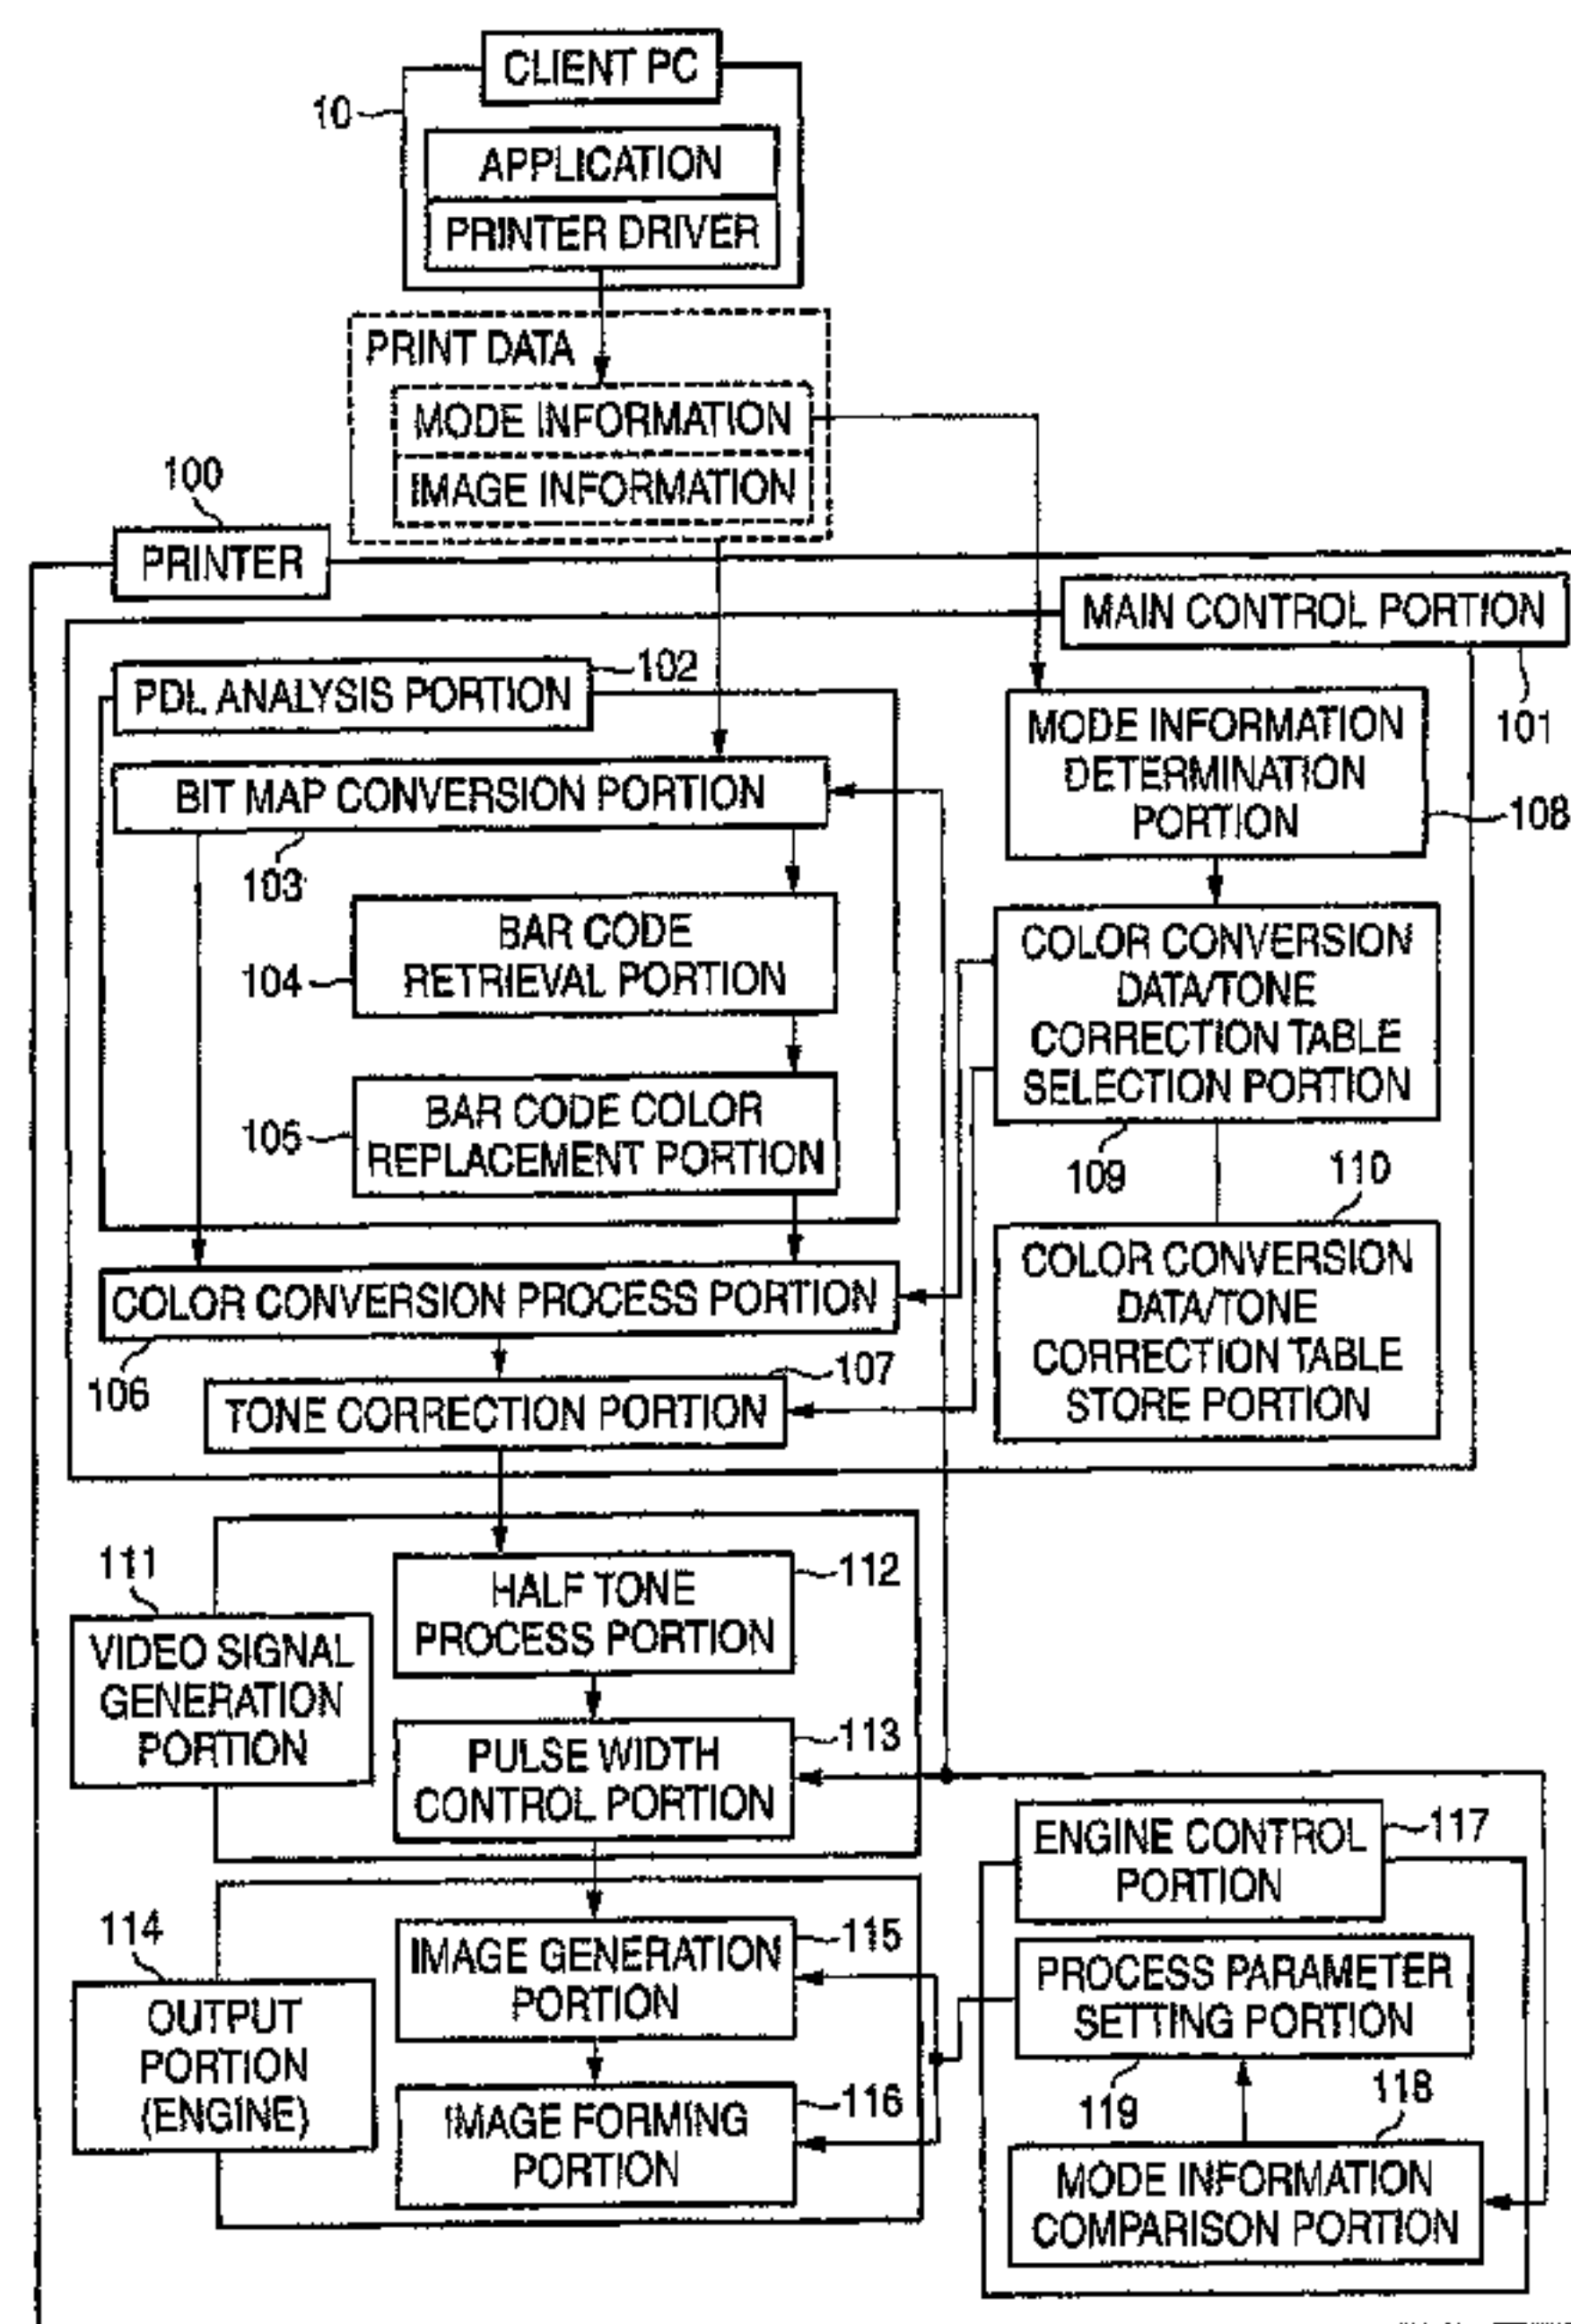 CLIENT PC
10
APPLICATION
PRINTER DRIVER
PRINT DATA
MODE INFORMATION
IMAGE INFORMATION
100
PRINTER
MAIN CONTROL PORTION
101
102
PDL ANALYSIS PORTION
BIT MAP CONVERSION PORTION
103
MODE INFORMATION
DETERMINATION
PORTION
108
BAR CODE
RETRIEVAL PORTION
104
COLOR CONVERSION
DATA/TONE
CORRECTION TABLE
SELECTION PORTION
109
BAR CODE COLOR
REPLACEMENT PORTION
105
110
COLOR CONVERSION
DATA/TONE
CORRECTION TABLE
STORE PORTION
COLOR CONVERSION PROCESS PORTION
106
107
TONE CORRECTION PORTION
111
VIDEO SIGNAL
GENERATION
PORTION
HALF TONE
PROCESS PORTION
112
PULSE WIDTH
CONTROL PORTION
113
ENGINE CONTROL
PORTION
117
114
OUTPUT
PORTION
(ENGINE)
IMAGE GENERATION
PORTION
115
PROCESS PARAMETER
SETTING PORTION
119
118
IMAGE FORMING
PORTION
116
MODE INFORMATION
COMPARISON PORTION